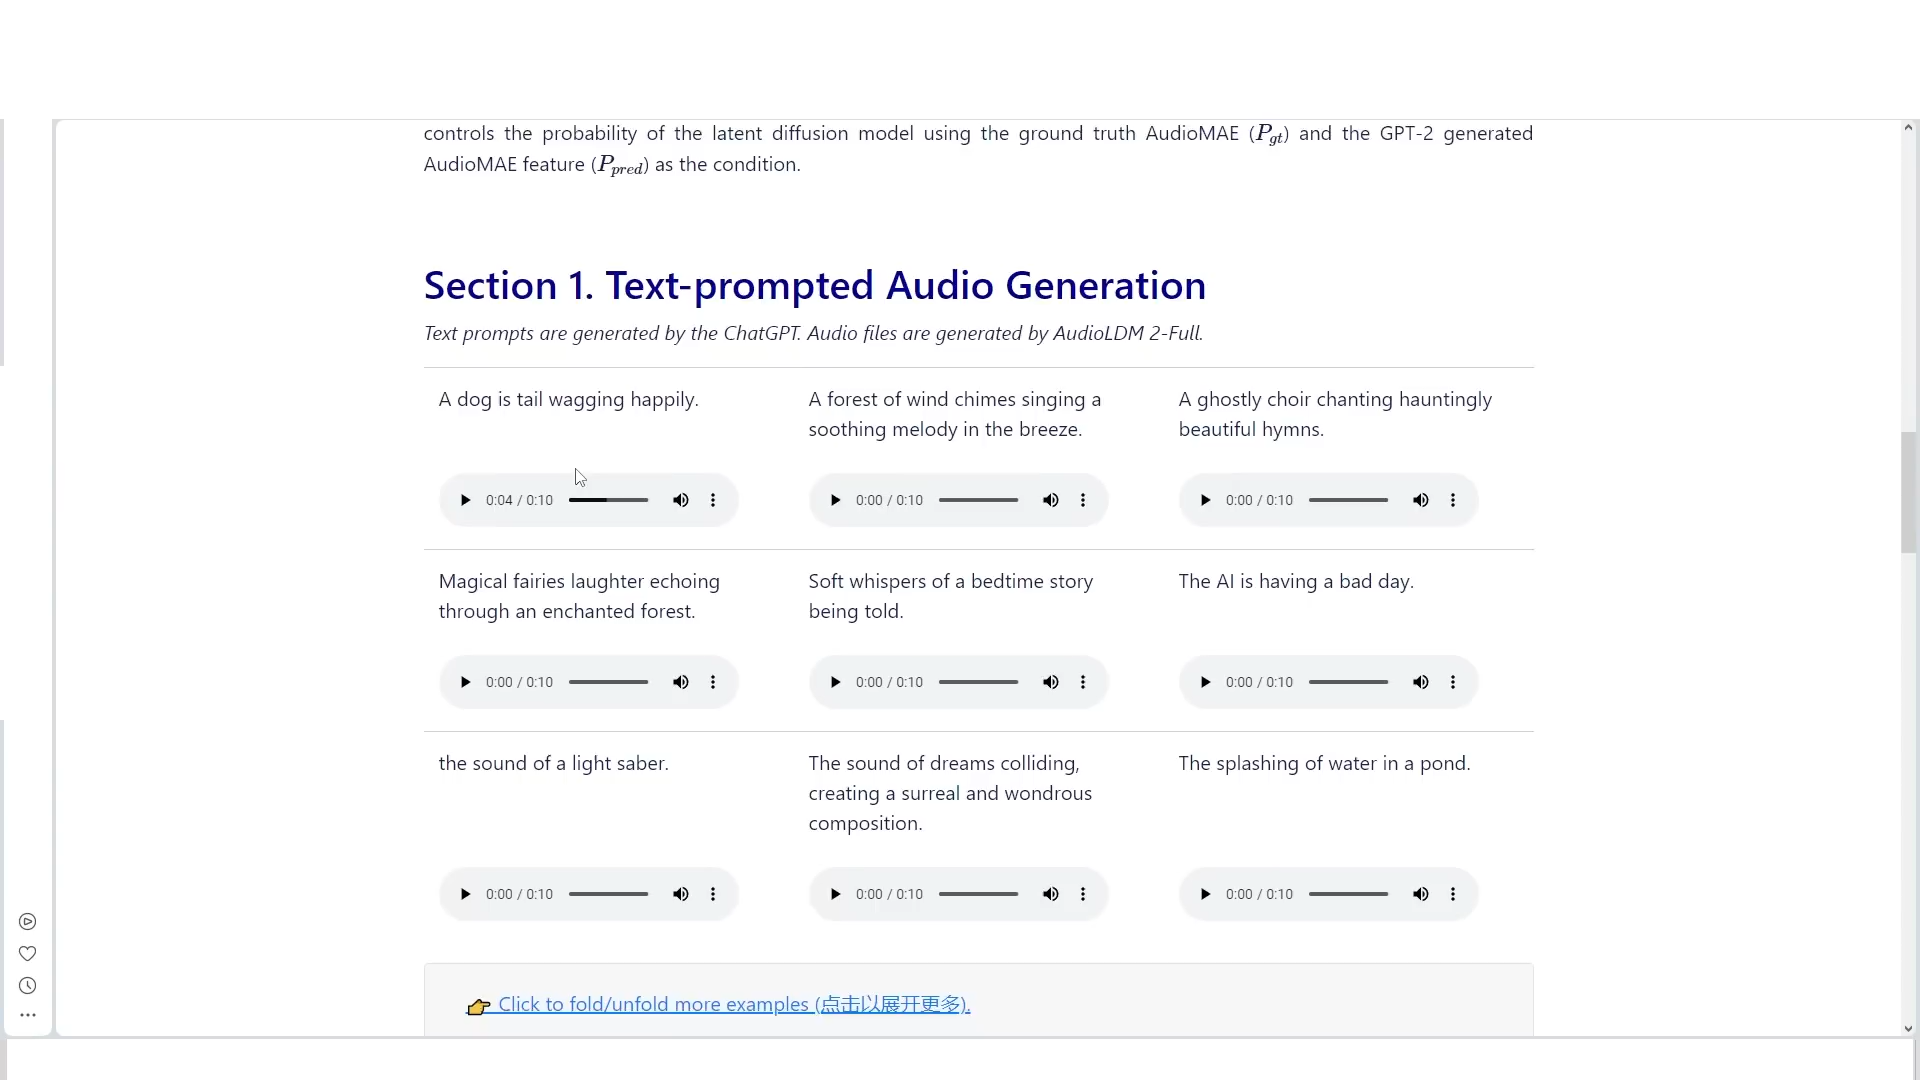 controls the probability of the latent diffusion model using the ground truth AudioMAE (P_gt) and the GPT-2 generated
AudioMAE feature (P_pred) as the condition.
Section 1. Text-prompted Audio Generation
Text prompts are generated by the ChatGPT. Audio files are generated by AudioLDM 2-Full.
A dog is tail wagging happily.
0:04 / 0:10
A forest of wind chimes singing a
soothing melody in the breeze.
0:00 / 0:10
A ghostly choir chanting hauntingly
beautiful hymns.
0:00 / 0:10
Magical fairies laughter echoing
through an enchanted forest.
0:00 / 0:10
Soft whispers of a bedtime story
being told.
0:00 / 0:10
The AI is having a bad day.
0:00 / 0:10
the sound of a light saber.
0:00 / 0:10
The sound of dreams colliding,
creating a surreal and wondrous
composition.
0:00 / 0:10
The splashing of water in a pond.
0:00 / 0:10
👉 Click to fold/unfold more examples (点击以展开更多).